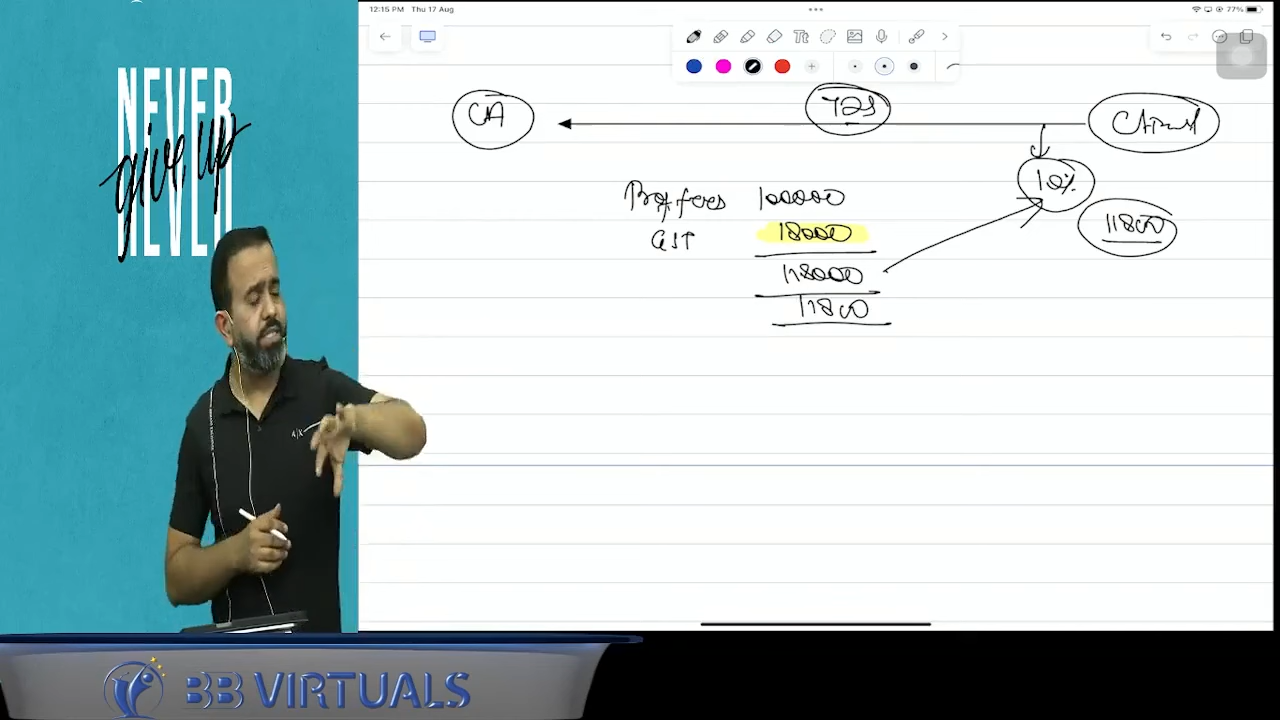 12:15 PM Thu 17 Aug
77%
Tt
NEVER
give up
NEVER
CA
TDS
Client
10%
11800
Prof fees 100000
GST 18000
118000
11800
A|X
BB VIRTUALS